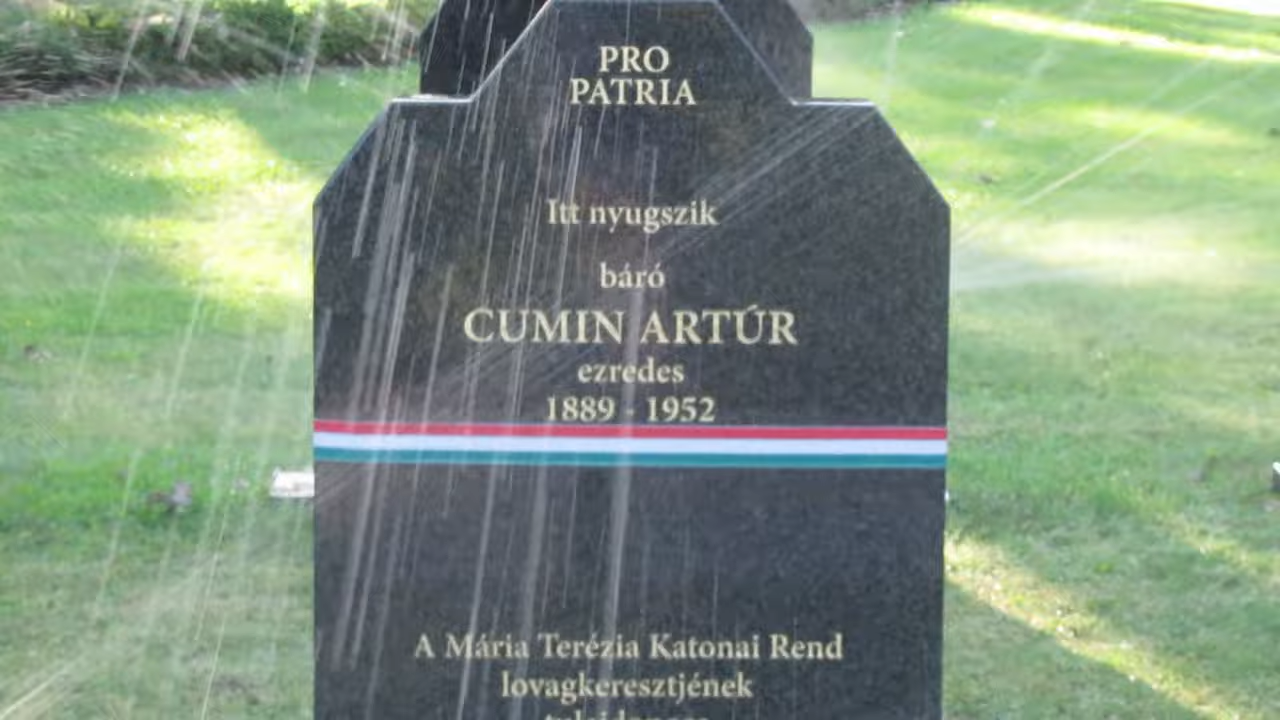 PRO
PATRIA
Itt nyugszik
báró
CUMIN ARTÚR
ezredes
1889 - 1952
A Mária Terézia Katonai Rend
lovagkeresztjének